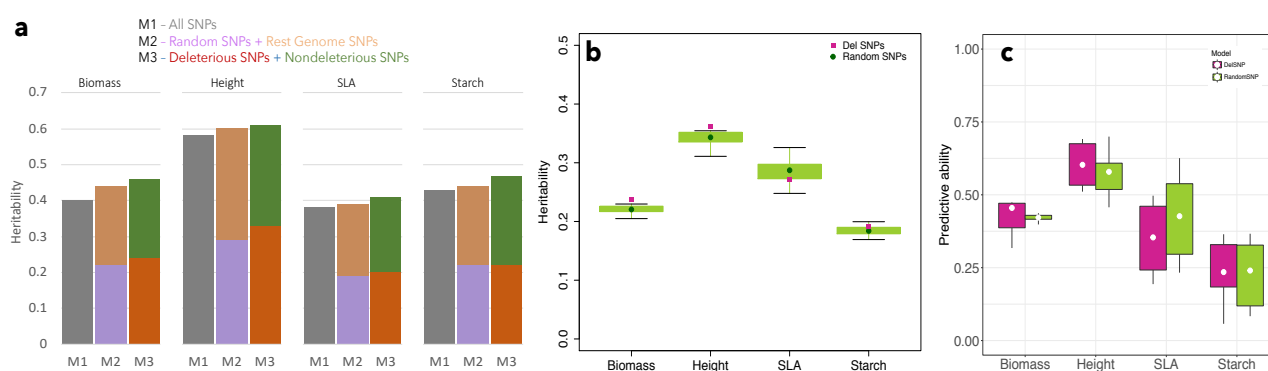 a
M1 - All SNPs
M2 - Random SNPs + Rest Genome SNPs
M3 - Deleterious SNPs + Nondeleterious SNPs
Biomass Height SLA Starch
Heritability
0.7
0.6
0.5
0.4
0.3
0.2
0.1
0
M1 M2 M3 M1 M2 M3 M1 M2 M3 M1 M2 M3
b
Del SNPs
Random SNPs
Heritability
0.5
0.4
0.3
0.2
0.1
0.0
Biomass Height SLA Starch
c
Model
DelSNP
RandomSNP
Predictive ability
1.00
0.75
0.50
0.25
0.00
Biomass Height SLA Starch